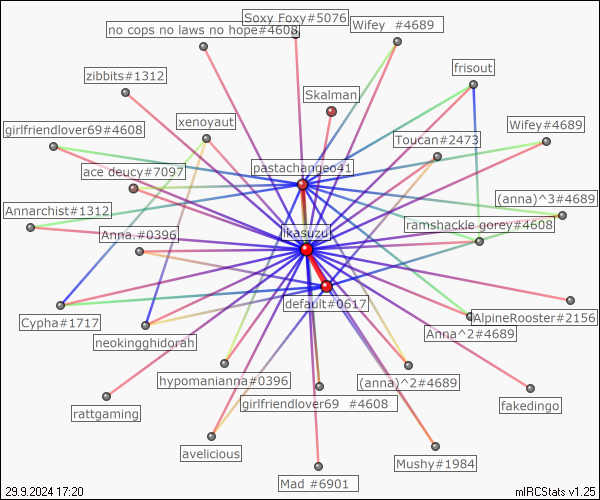 Soxy Foxy#5076
no cops no laws no hope#4608
Wifey  #4689
zibbits#1312
frisout
Skalman
girlfriendlover69#4608
xenoyaut
Wifey#4689
Toucan#2473
ace deucy#7097
pastachangeo41
(anna)^3#4689
Annarchist#1312
ramshackle gorey#4608
Anna.#0396
likasuzu
default#0617
Cypha#1717
AlpineRooster#2156
Anna^2#4689
neokingghidorah
hypomanianna#0396
(anna)^2#4689
girlfriendlover69  #4608
rattgaming
fakedingo
avelicious
Mushy#1984
Mad #6901
29.9.2024 17:20
mIRCStats v1.25